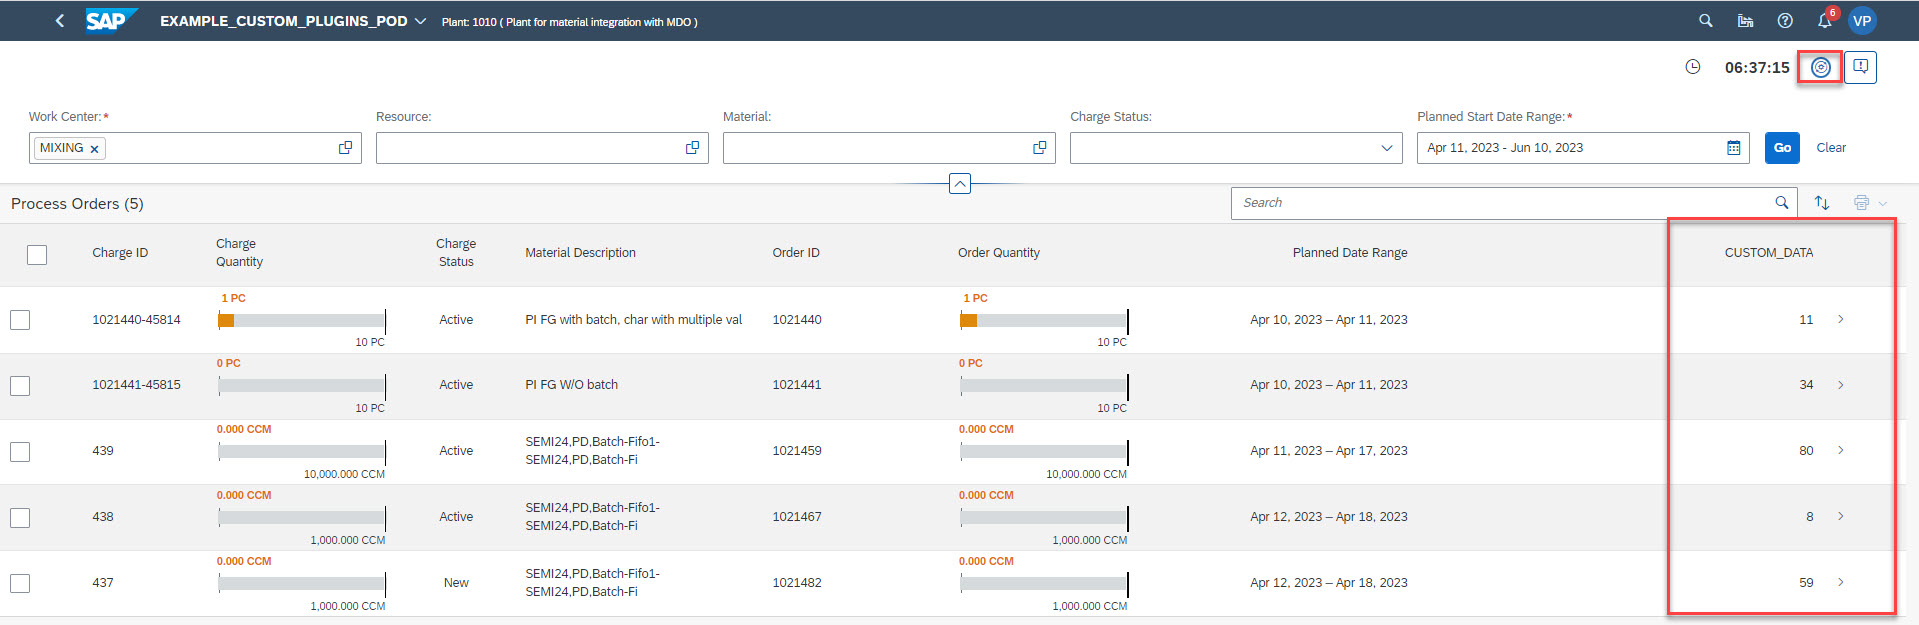 SAP EXAMPLE_CUSTOM_PLUGINS_POD Plant: 1010 ( Plant for material integration with MDO ) 6 VP
06:37:15
Work Center:* Resource: Material: Charge Status: Planned Start Date Range:*
MIXING Apr 11, 2023 - Jun 10, 2023 Go Clear
Process Orders (5) Search
Charge ID Charge Quantity Charge Status Material Description Order ID Order Quantity Planned Date Range CUSTOM_DATA
1 PC 1 PC
1021440-45814 Active PI FG with batch, char with multiple val 1021440 Apr 10, 2023 – Apr 11, 2023 11
10 PC 10 PC
0 PC 0 PC
1021441-45815 Active PI FG W/O batch 1021441 Apr 10, 2023 – Apr 11, 2023 34
10 PC 10 PC
0.000 CCM 0.000 CCM
439 Active SEMI24,PD,Batch-Fifo1-SEMI24,PD,Batch-Fi 1021459 Apr 11, 2023 – Apr 17, 2023 80
10,000.000 CCM 10,000.000 CCM
0.000 CCM 0.000 CCM
438 Active SEMI24,PD,Batch-Fifo1-SEMI24,PD,Batch-Fi 1021467 Apr 12, 2023 – Apr 18, 2023 8
1,000.000 CCM 1,000.000 CCM
0.000 CCM 0.000 CCM
437 New SEMI24,PD,Batch-Fifo1-SEMI24,PD,Batch-Fi 1021482 Apr 12, 2023 – Apr 18, 2023 59
1,000.000 CCM 1,000.000 CCM